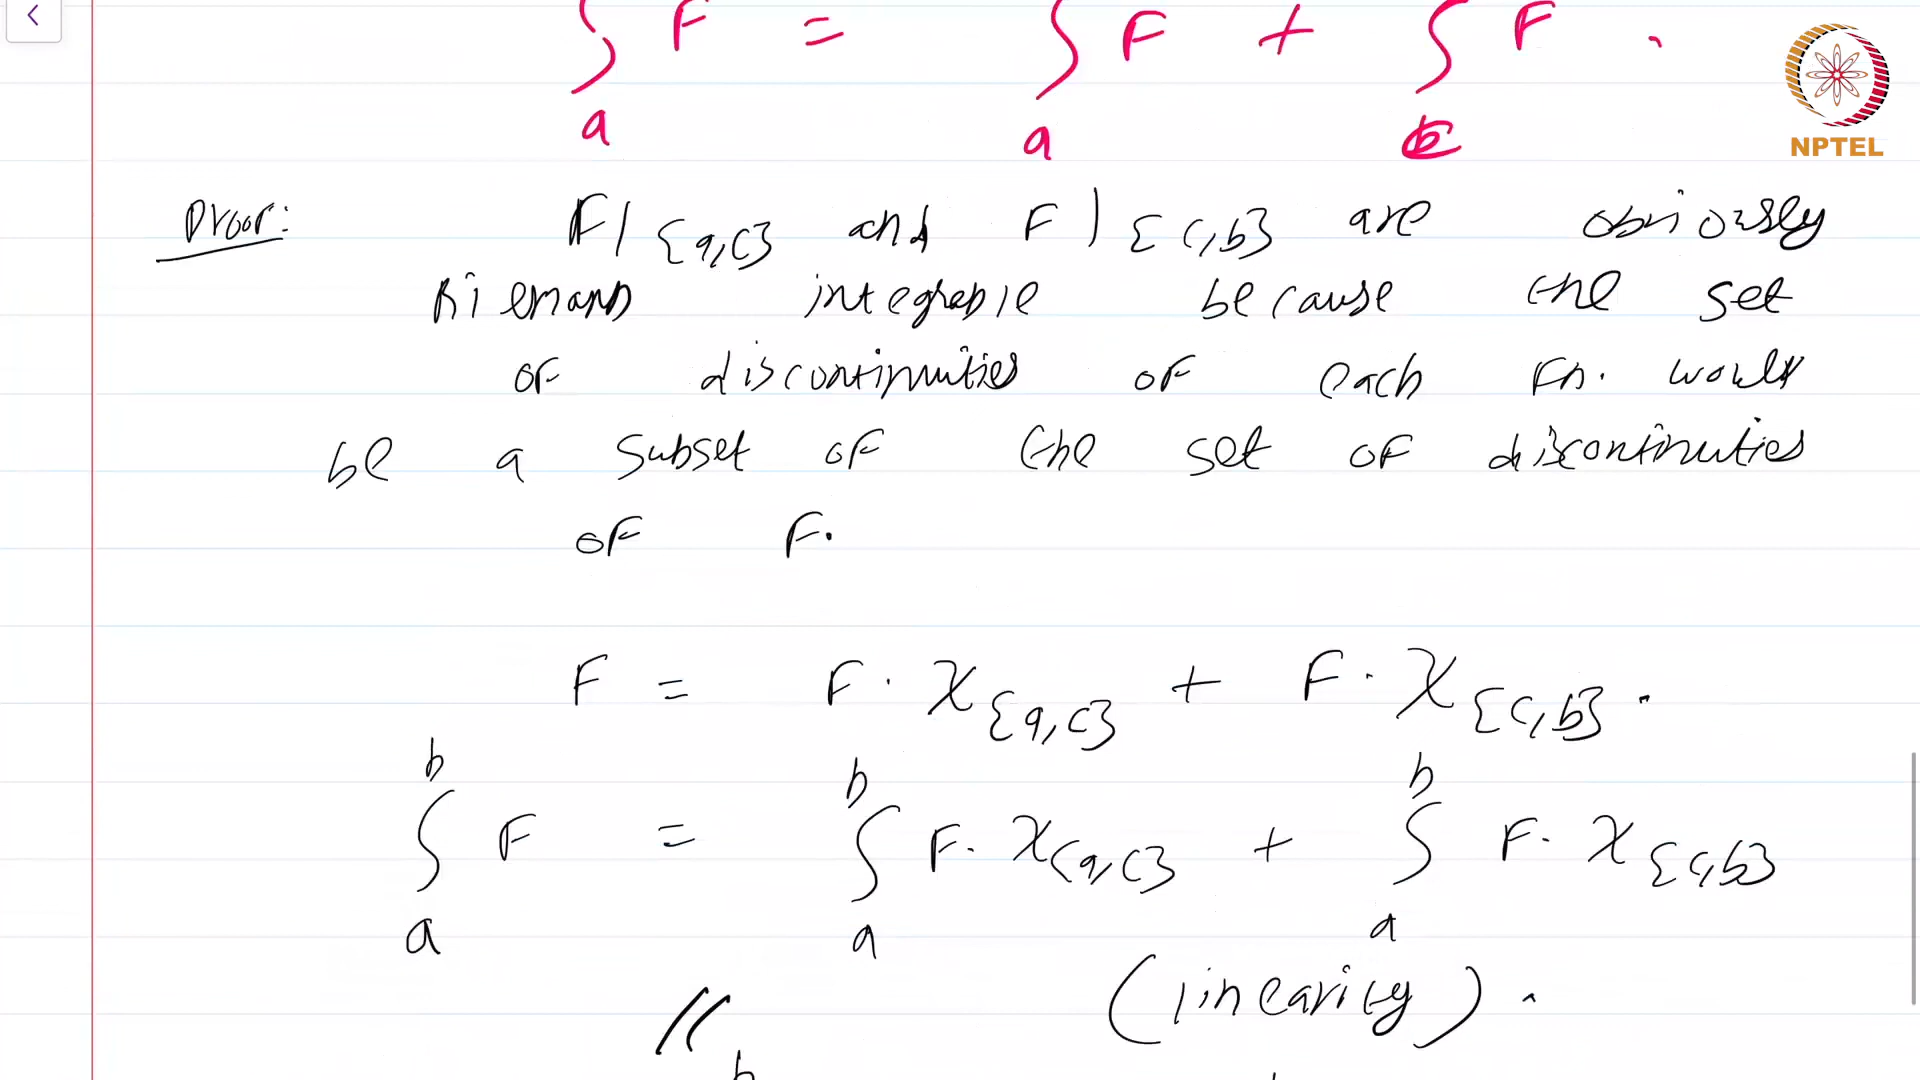 ∫ F = ∫ F + ∫ F .
a a c
NPTEL
Proof: F|[a,c] and F|[c,b] are obviously
Riemann integrable because the set
of discontinuities of each Fn. would
be a subset of the set of discontinuities
of F.
F = F · χ[a,c] + F · χ[c,b] .
b b b
∫ F = ∫ F · χ[a,c] + ∫ F · χ[c,b]
a a a
(linearity) .
//
b